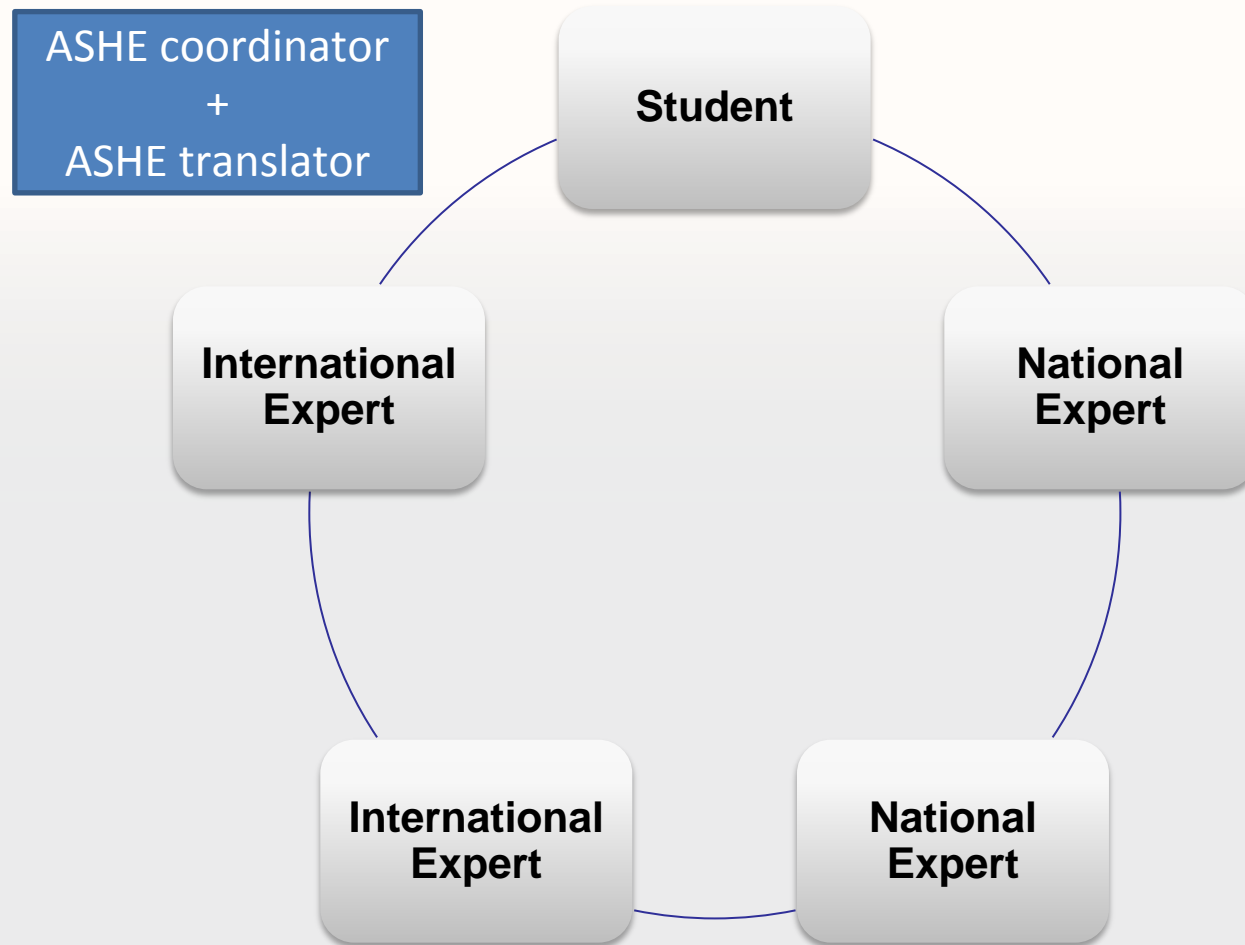 ASHE coordinator
+
ASHE translator
Student
International
Expert
National
Expert
International
Expert
National
Expert